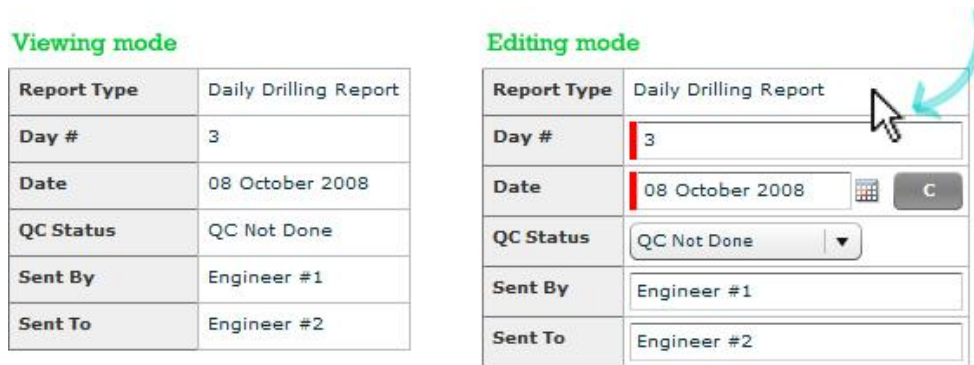 Viewing mode
Report Type Daily Drilling Report
Day # 3
Date 08 October 2008
QC Status QC Not Done
Sent By Engineer #1
Sent To Engineer #2
Editing mode
Report Type Daily Drilling Report
Day # 3
Date 08 October 2008 C
QC Status QC Not Done
Sent By Engineer #1
Sent To Engineer #2